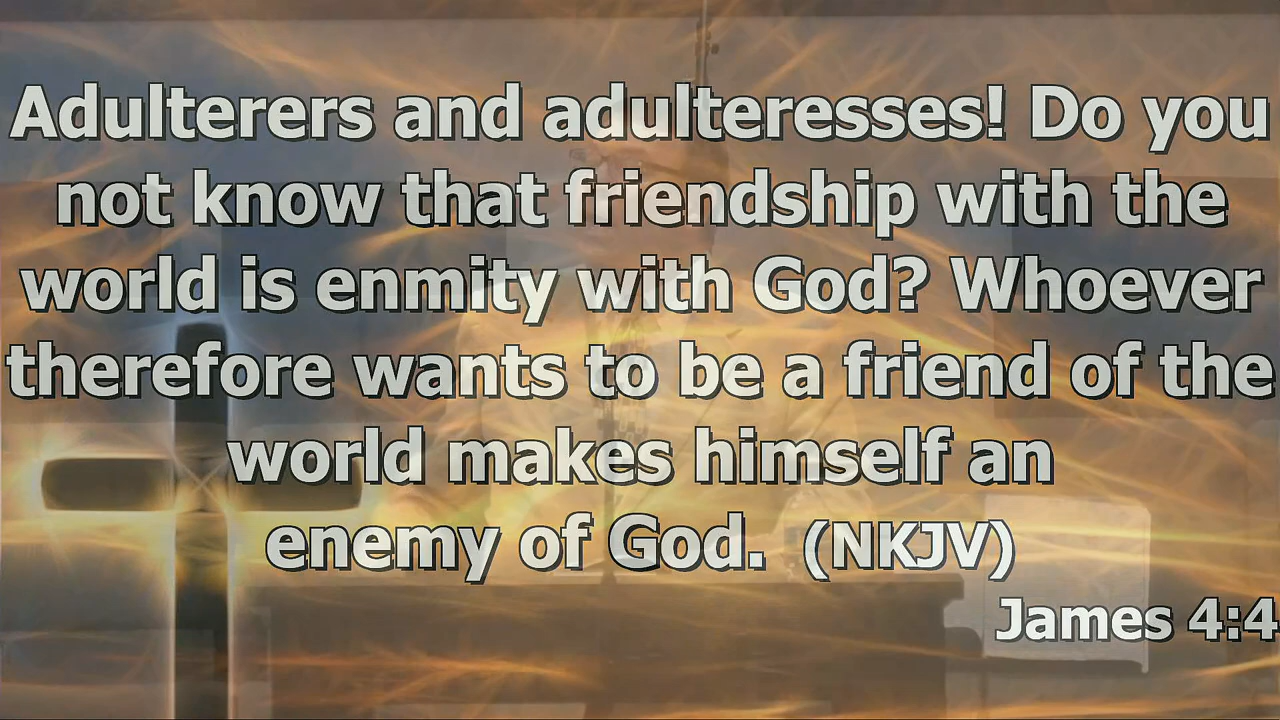 Adulterers and adulteresses! Do you
not know that friendship with the
world is enmity with God? Whoever
therefore wants to be a friend of the
world makes himself an
enemy of God. (NKJV)
James 4:4